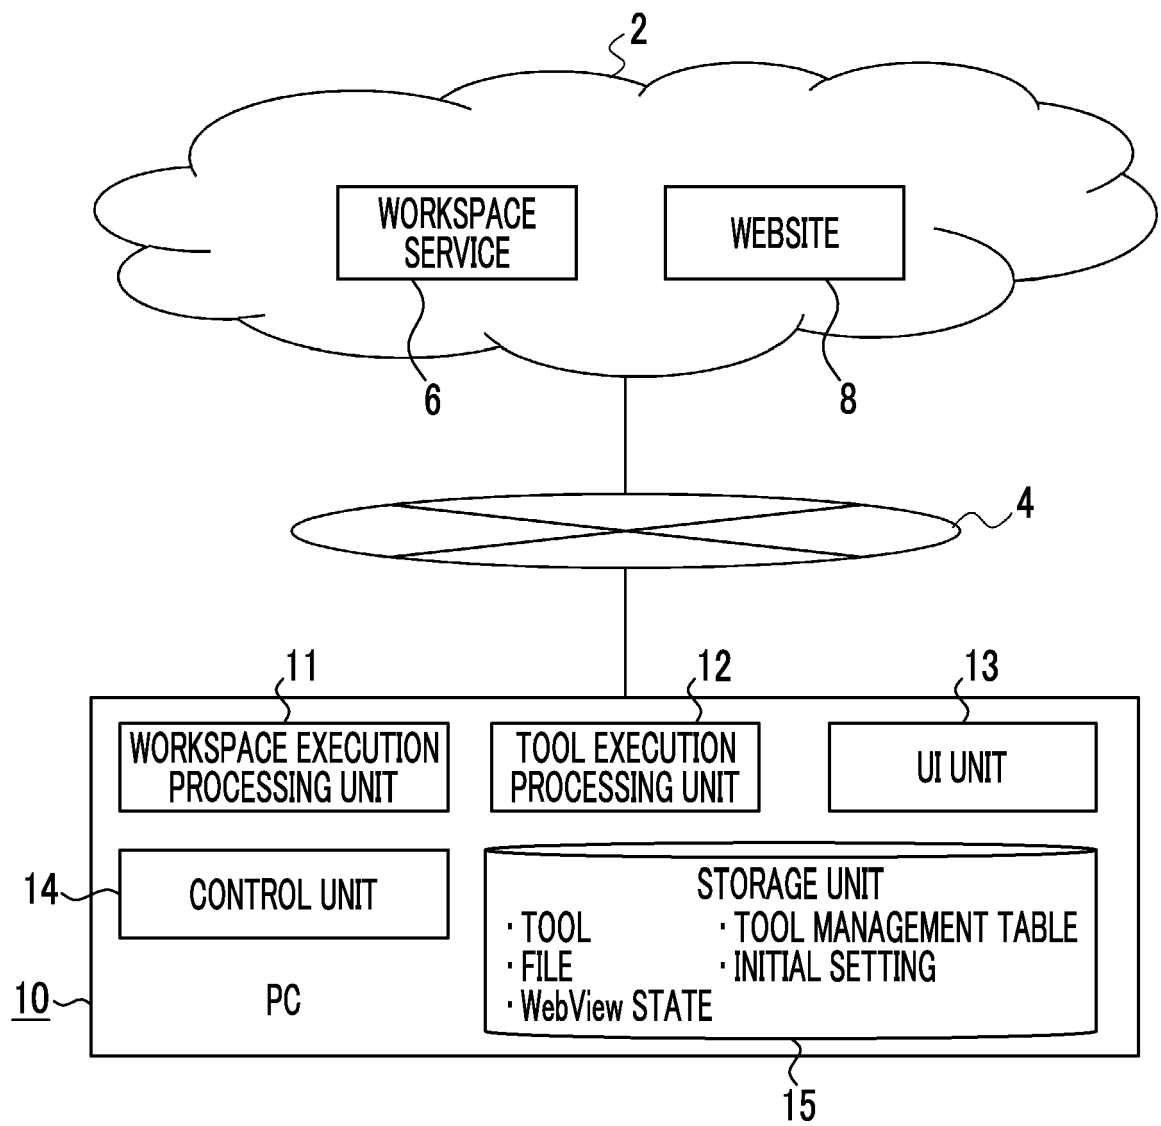 2
WORKSPACE
SERVICE
WEBSITE
6
8
4
11
12
13
WORKSPACE EXECUTION
PROCESSING UNIT
TOOL EXECUTION
PROCESSING UNIT
UI UNIT
14
CONTROL UNIT
STORAGE UNIT
· TOOL
· FILE
· WebView STATE
· TOOL MANAGEMENT TABLE
· INITIAL SETTING
10
PC
15